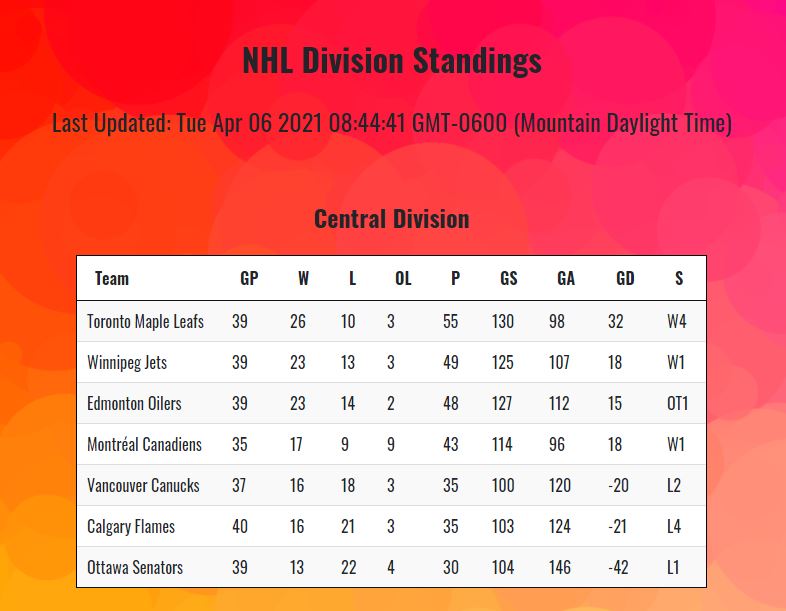 NHL Division Standings
Last Updated: Tue Apr 06 2021 08:44:41 GMT-0600 (Mountain Daylight Time)
Central Division
Team GP W L OL P GS GA GD S
Toronto Maple Leafs 39 26 10 3 55 130 98 32 W4
Winnipeg Jets 39 23 13 3 49 125 107 18 W1
Edmonton Oilers 39 23 14 2 48 127 112 15 OT1
Montréal Canadiens 35 17 9 9 43 114 96 18 W1
Vancouver Canucks 37 16 18 3 35 100 120 -20 L2
Calgary Flames 40 16 21 3 35 103 124 -21 L4
Ottawa Senators 39 13 22 4 30 104 146 -42 L1